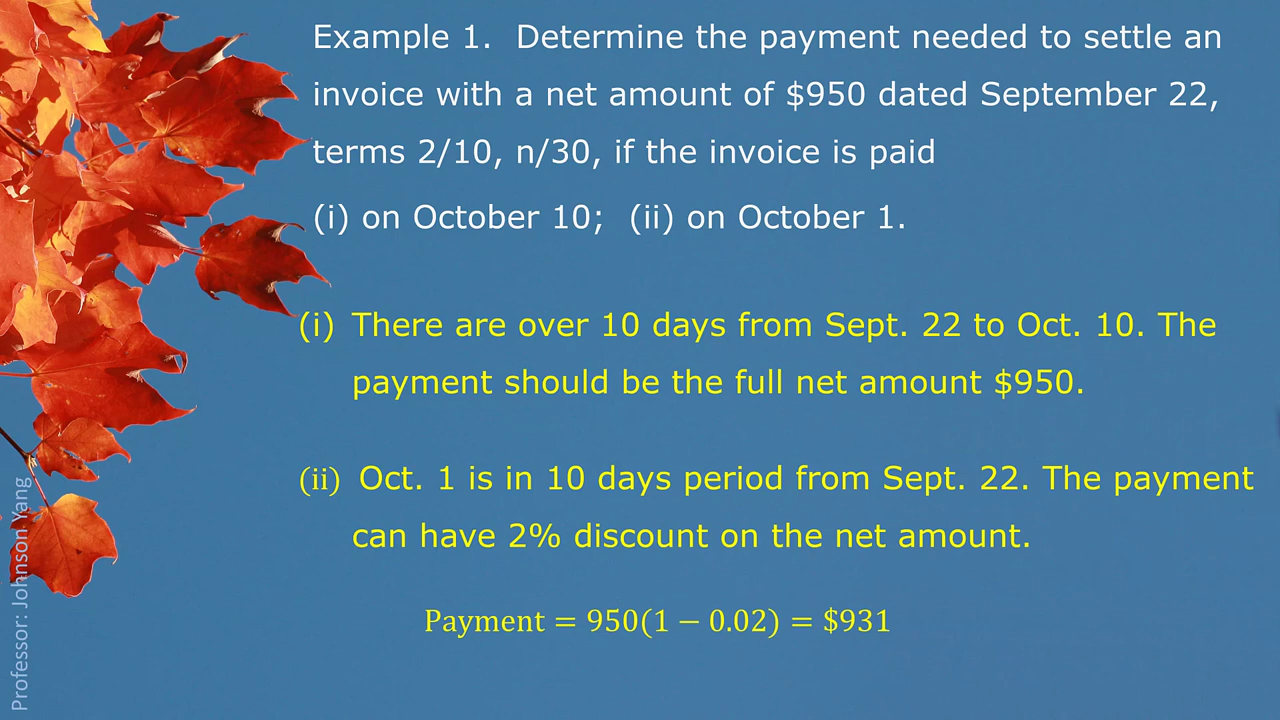 Example 1.  Determine the payment needed to settle an
invoice with a net amount of $950 dated September 22,
terms 2/10, n/30, if the invoice is paid
(i) on October 10;  (ii) on October 1.
(i) There are over 10 days from Sept. 22 to Oct. 10. The
payment should be the full net amount $950.
(ii) Oct. 1 is in 10 days period from Sept. 22. The payment
can have 2% discount on the net amount.
Payment = 950(1 − 0.02) = $931
Professor: Johnson Yang